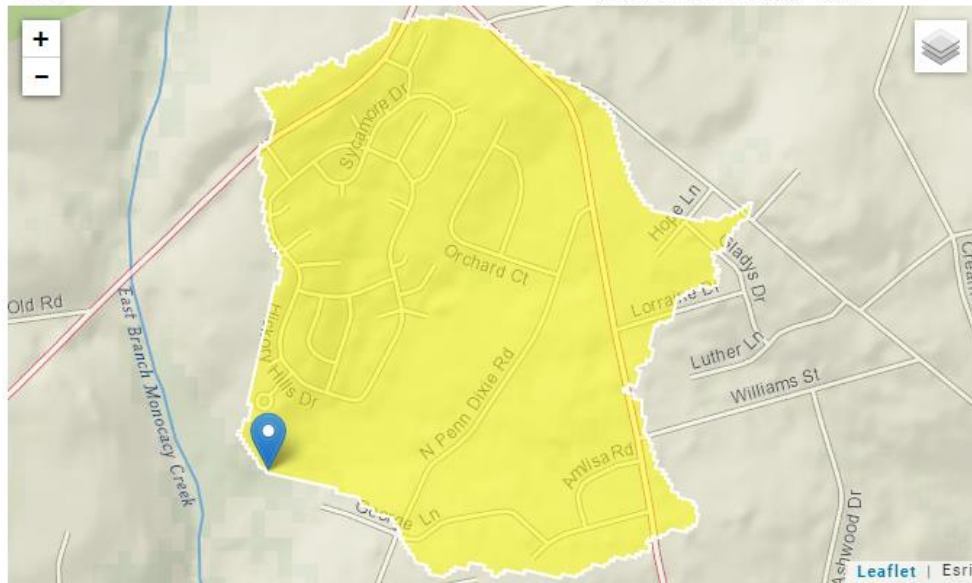 +
−
Sycamore Dr
Hope Ln
Gladys Dr
Orchard Ct
Lorraine Dr
Old Rd
East Branch Monocacy Creek
Hickory Hills Dr
Luther Ln
Williams St
N Penn Dixie Rd
Amlisa Rd
George Ln
Ashwood Dr
Leaflet | Esri